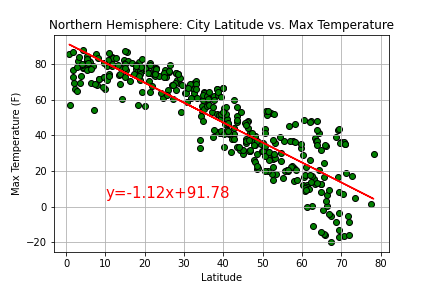 Northern Hemisphere: City Latitude vs. Max Temperature
Max Temperature (F)
80
60
40
20
0
−20
y=-1.12x+91.78
0 10 20 30 40 50 60 70 80
Latitude